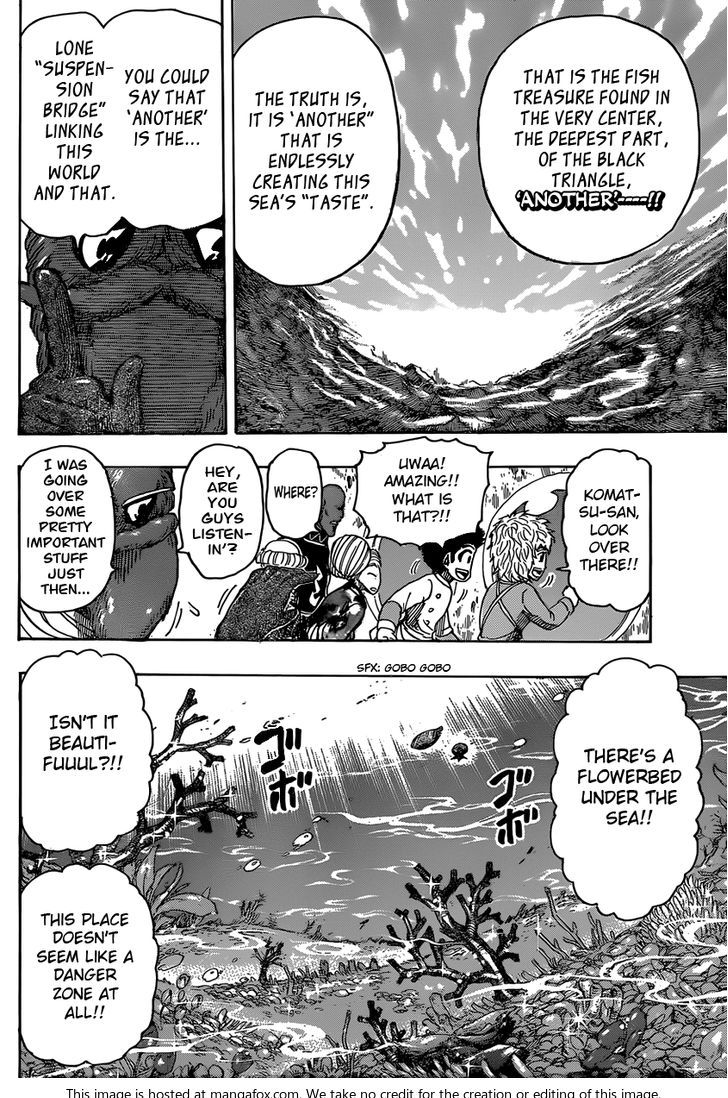 THAT IS THE FISH
TREASURE FOUND IN
THE VERY CENTER,
THE DEEPEST PART,
OF THE BLACK
TRIANGLE,
'ANOTHER'----!!
THE TRUTH IS,
IT IS 'ANOTHER"
THAT IS
ENDLESSLY
CREATING THIS
SEA'S "TASTE".
YOU COULD
SAY THAT
'ANOTHER'
IS THE...
LONE
"SUSPEN-
SION
BRIDGE"
LINKING
THIS
WORLD
AND THAT.
KOMAT-
SU-SAN,
LOOK
OVER
THERE!!
UWAA!
AMAZING!!
WHAT IS
THAT?!!
WHERE?
HEY,
ARE
YOU
GUYS
LISTEN-
IN'?
I WAS
GOING
OVER
SOME
PRETTY
IMPORTANT
STUFF
JUST
THEN...
SFX: GOBO GOBO
THERE'S A
FLOWERBED
UNDER THE
SEA!!
ゴボ
ゴボ
ISN'T IT
BEAUTI-
FUUUL?!!
THIS PLACE
DOESN'T
SEEM LIKE A
DANGER
ZONE AT
ALL!!
This image is hosted at mangafox.com. We take no credit for the creation or editing of this image.